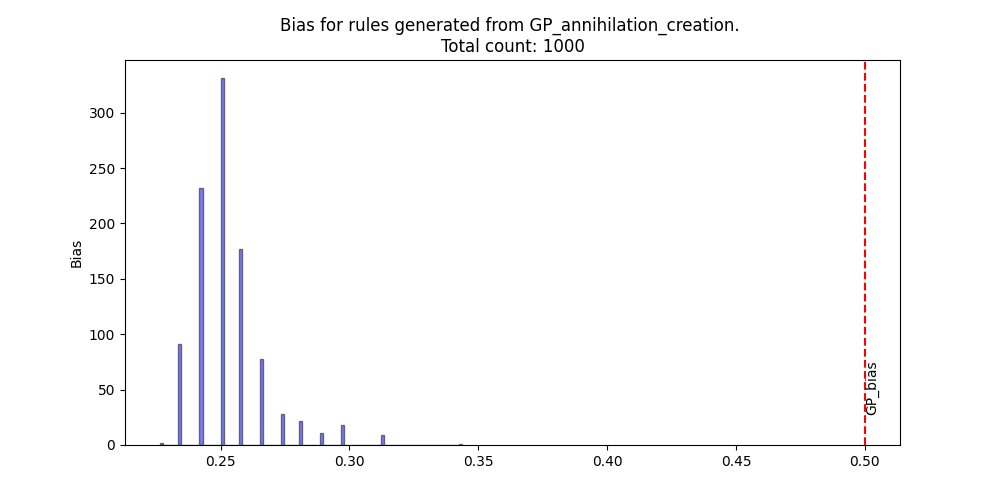 Bias for rules generated from GP_annihilation_creation.
Total count: 1000
300
250
200
150
100
50
0
Bias
GP_bias
0.25 0.30 0.35 0.40 0.45 0.50